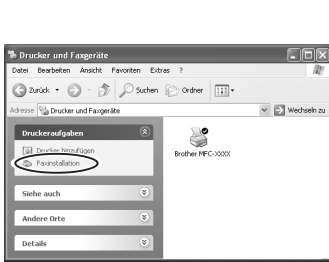 Drucker und Faxgeräte
Datei Bearbeiten Ansicht Favoriten Extras ?
Zurück Suchen Ordner
Adresse Drucker und Faxgeräte Wechseln zu
Druckeraufgaben
Drucker hinzufügen
Faxinstallation
Siehe auch
Andere Orte
Details
Brother MFC-XXXX